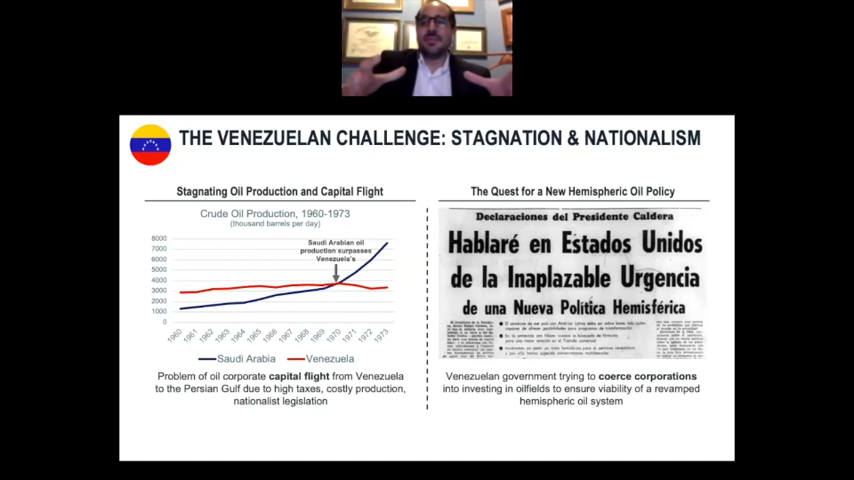 THE VENEZUELAN CHALLENGE: STAGNATION & NATIONALISM
Stagnating Oil Production and Capital Flight
Crude Oil Production, 1960-1973
(thousand barrels per day)
Saudi Arabian oil
production surpasses
Venezuela's
8000
7000
6000
5000
4000
3000
2000
1000
0
1960
1961
1962
1963
1964
1965
1966
1967
1968
1969
1970
1971
1972
1973
Saudi Arabia
Venezuela
Problem of oil corporate capital flight from Venezuela
to the Persian Gulf due to high taxes, costly production,
nationalist legislation
The Quest for a New Hemispheric Oil Policy
Declaraciones del Presidente Caldera
Hablaré en Estados Unidos
de la Inaplazable Urgencia
de una Nueva Política Hemisférica
Venezuelan government trying to coerce corporations
into investing in oilfields to ensure viability of a revamped
hemispheric oil system